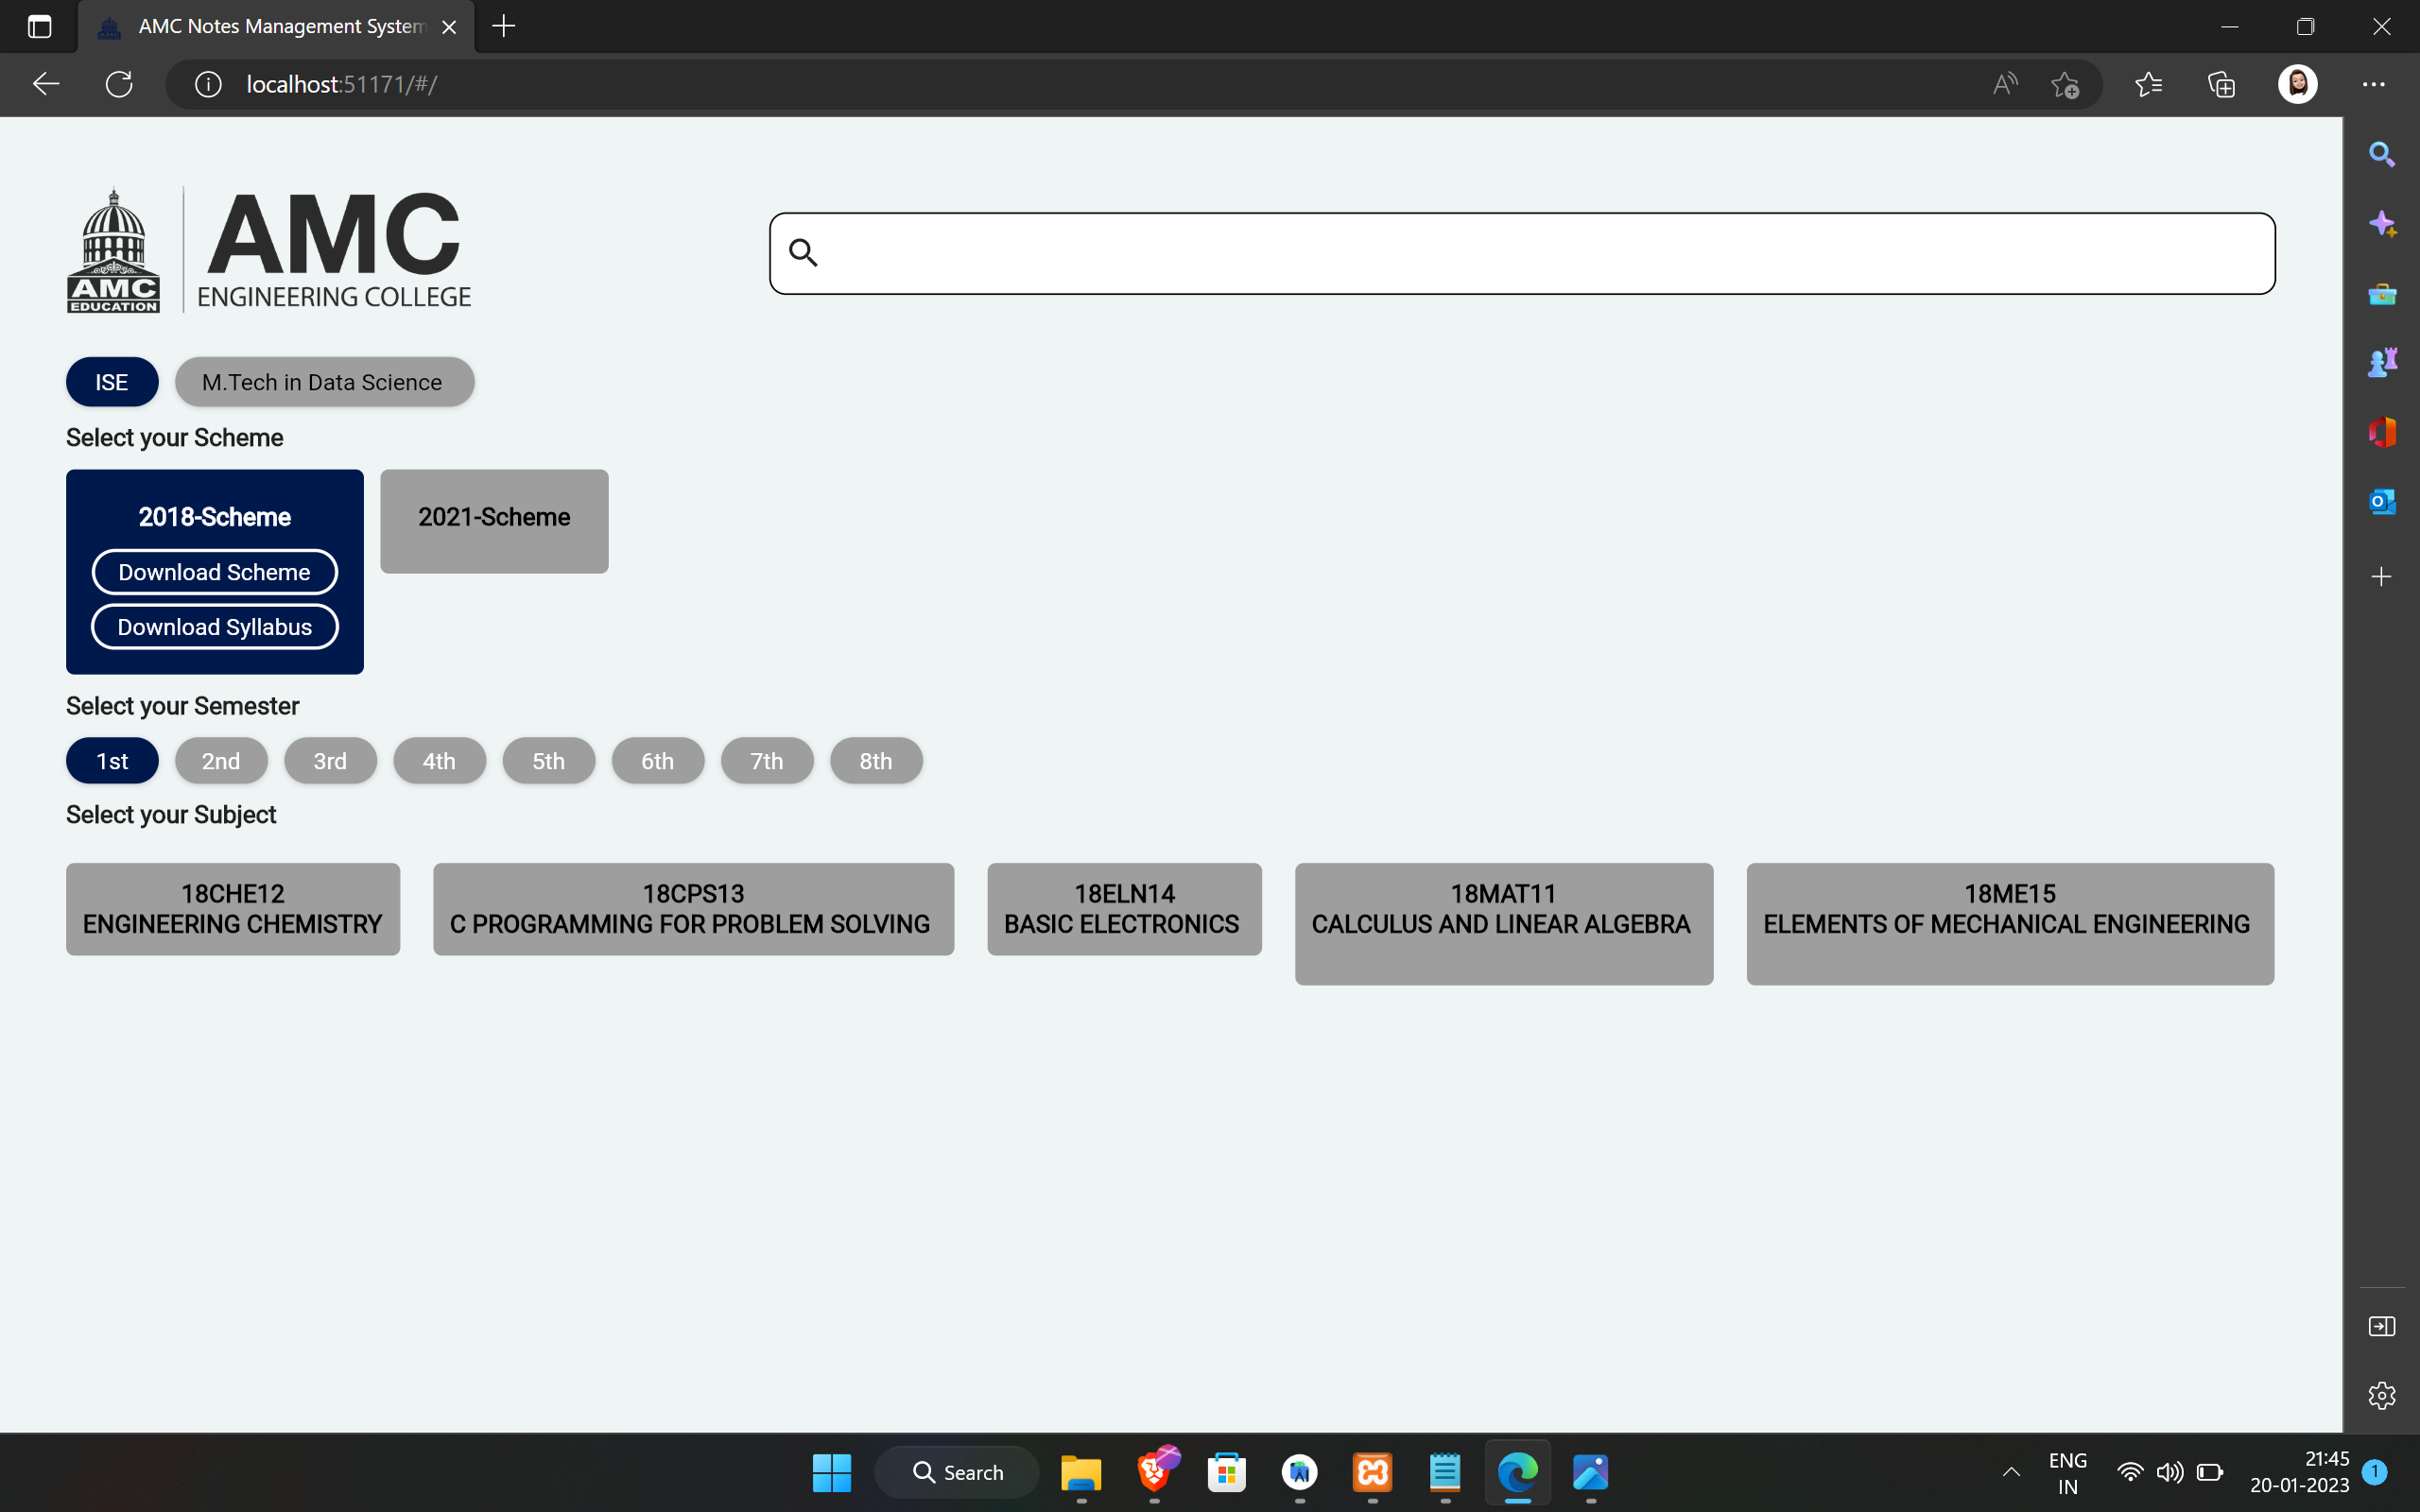 AMC Notes Management System
localhost:51171/#/
AMC
EDUCATION
AMC
ENGINEERING COLLEGE
ISE
M.Tech in Data Science
Select your Scheme
2018-Scheme
Download Scheme
Download Syllabus
2021-Scheme
Select your Semester
1st
2nd
3rd
4th
5th
6th
7th
8th
Select your Subject
18CHE12
ENGINEERING CHEMISTRY
18CPS13
C PROGRAMMING FOR PROBLEM SOLVING
18ELN14
BASIC ELECTRONICS
18MAT11
CALCULUS AND LINEAR ALGEBRA
18ME15
ELEMENTS OF MECHANICAL ENGINEERING
Search
ENG
IN
21:45
20-01-2023
1